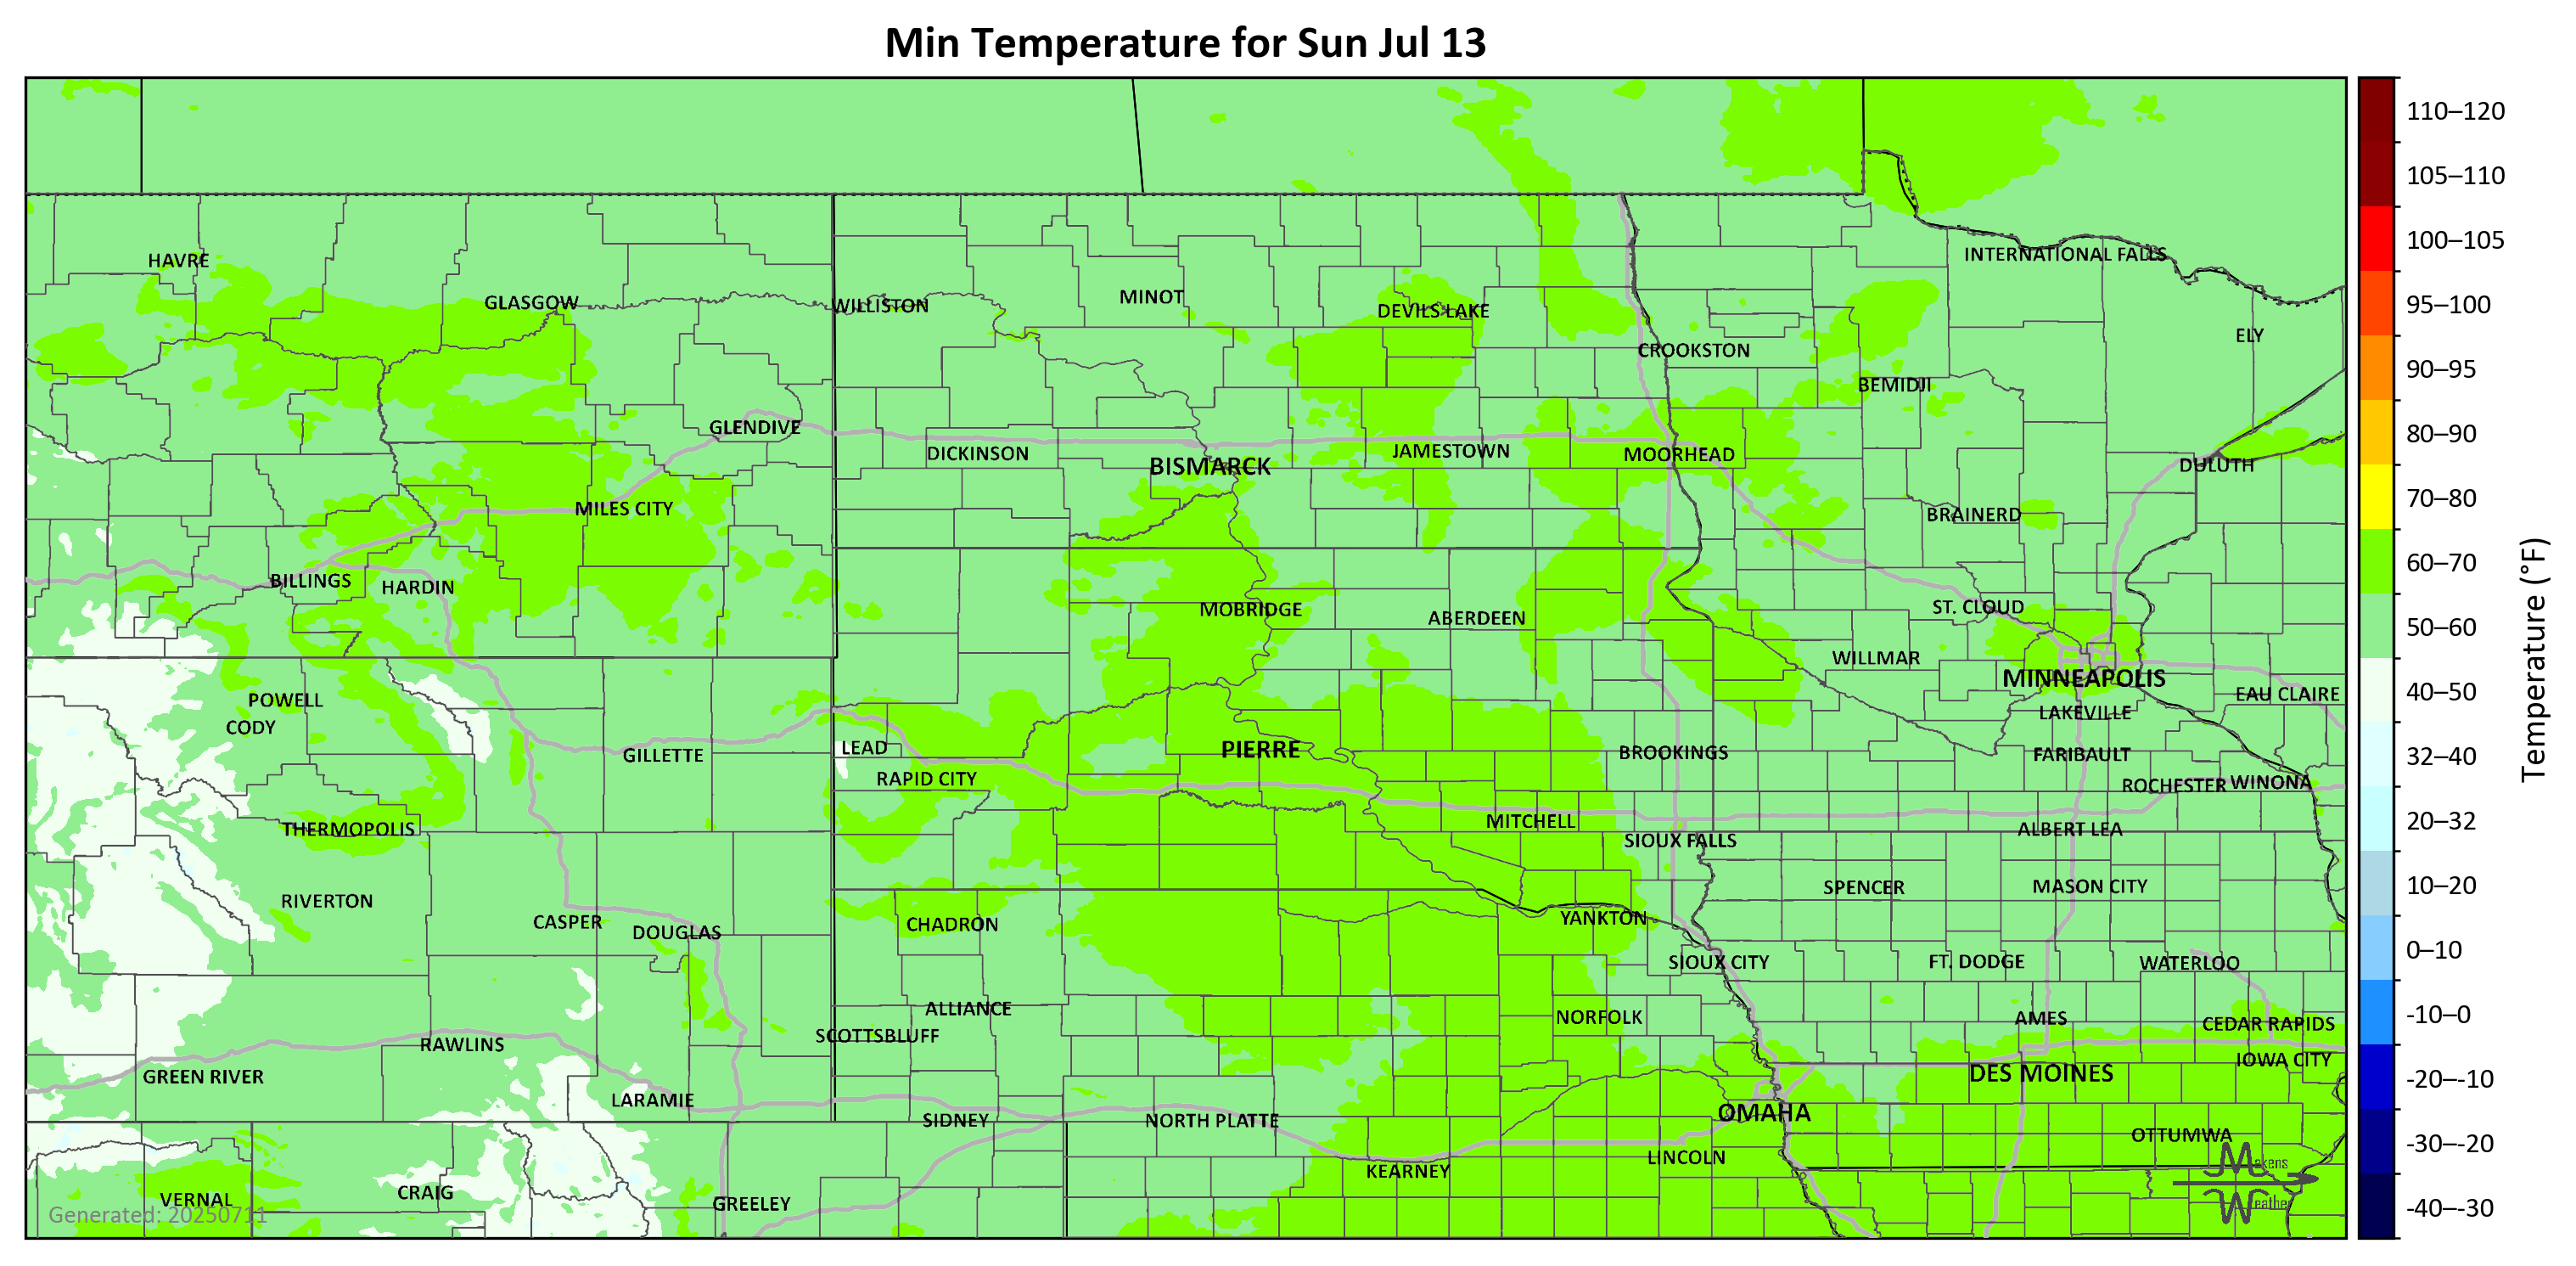 Min Temperature for Sun Jul 13
110–120
105–110
100–105
95–100
90–95
80–90
70–80
60–70
50–60
40–50
32–40
20–32
10–20
0–10
-10–0
-20–-10
-30–-20
-40–-30
Temperature (°F)
HAVRE
GLASGOW
WILLISTON
MINOT
DEVILS LAKE
INTERNATIONAL FALLS
ELY
CROOKSTON
BEMIDJI
GLENDIVE
DICKINSON
BISMARCK
JAMESTOWN
MOORHEAD
DULUTH
MILES CITY
BRAINERD
BILLINGS
HARDIN
MOBRIDGE
ABERDEEN
ST. CLOUD
WILLMAR
MINNEAPOLIS
EAU CLAIRE
POWELL
CODY
LAKEVILLE
GILLETTE
LEAD
PIERRE
BROOKINGS
FARIBAULT
RAPID CITY
ROCHESTER
WINONA
THERMOPOLIS
MITCHELL
SIOUX FALLS
ALBERT LEA
RIVERTON
SPENCER
MASON CITY
CASPER
DOUGLAS
CHADRON
YANKTON
SIOUX CITY
FT. DODGE
WATERLOO
ALLIANCE
NORFOLK
AMES
CEDAR RAPIDS
SCOTTSBLUFF
RAWLINS
IOWA CITY
GREEN RIVER
DES MOINES
LARAMIE
SIDNEY
NORTH PLATTE
OMAHA
OTTUMWA
LINCOLN
KEARNEY
VERNAL
CRAIG
GREELEY
Generated: 20250711
Makens
Weather